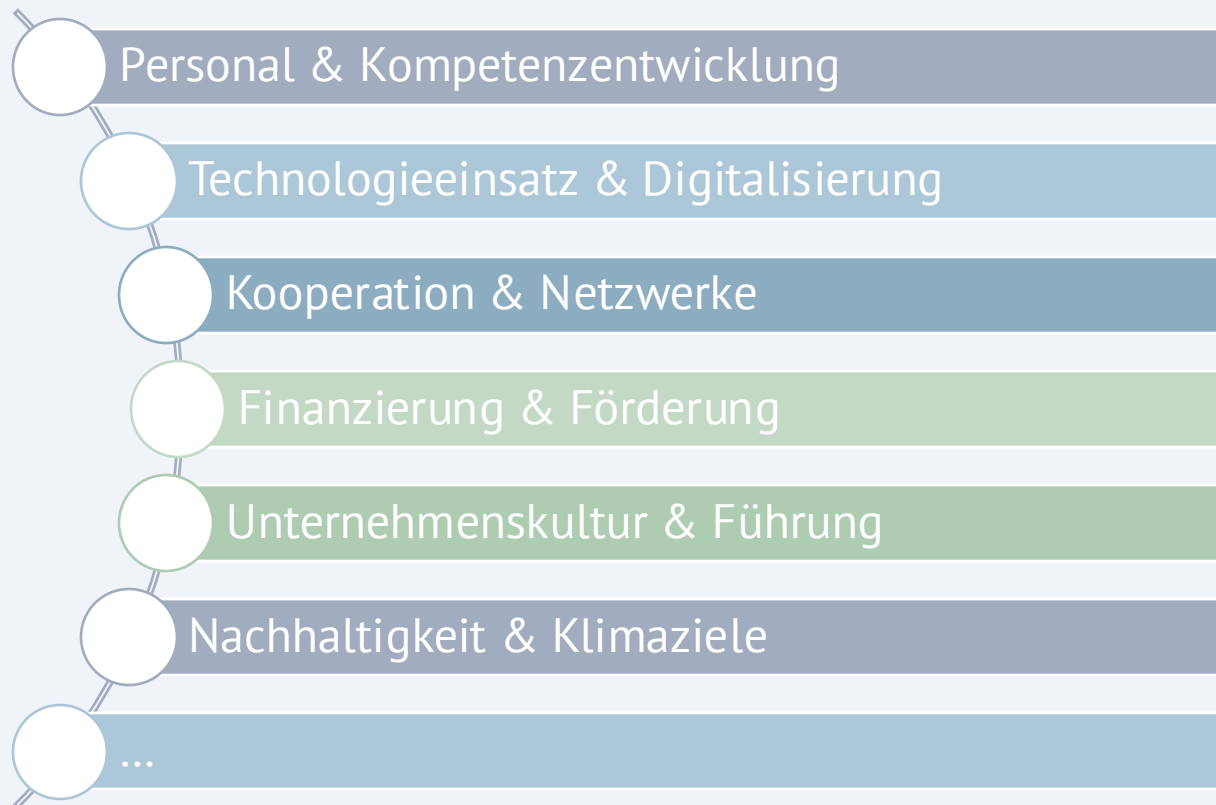 Personal & Kompetenzentwicklung
Technologieeinsatz & Digitalisierung
Kooperation & Netzwerke
Finanzierung & Förderung
Unternehmenskultur & Führung
Nachhaltigkeit & Klimaziele
...